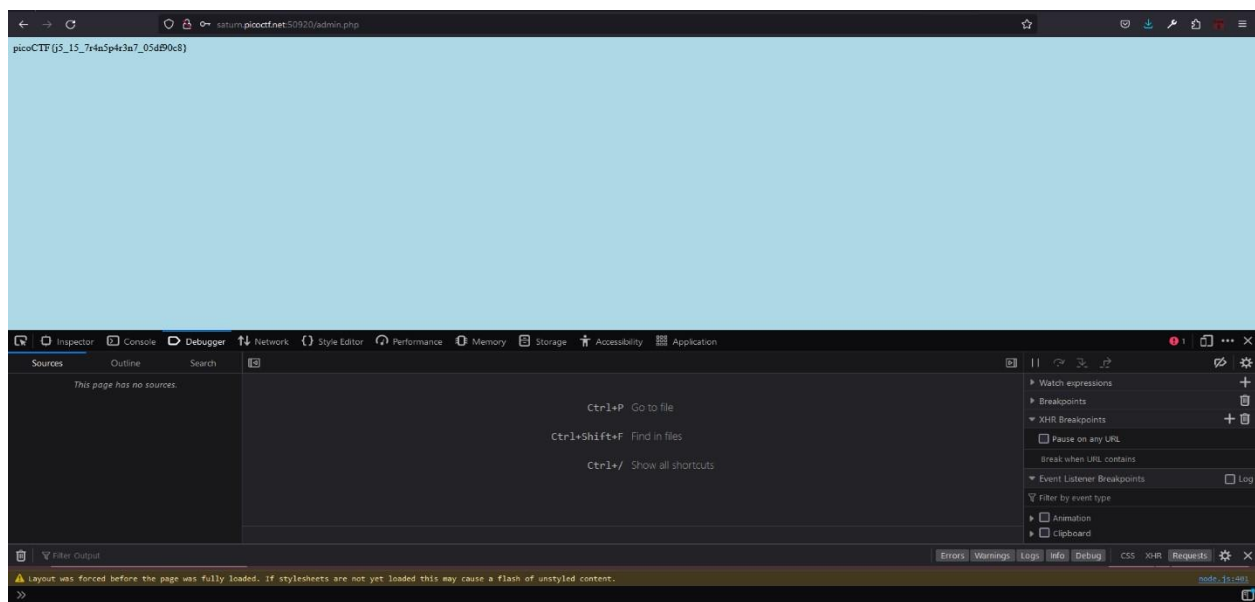 saturn.picoctf.net:50920/admin.php
picoCTF{j5_15_7r4n5p4r3n7_05df90c8}
Inspector Console Debugger Network {} Style Editor Performance Memory Storage Accessibility Application 1
Sources Outline Search
This page has no sources.
Ctrl+P Go to file
Ctrl+Shift+F Find in files
Ctrl+/ Show all shortcuts
Watch expressions
Breakpoints
XHR Breakpoints
Pause on any URL
Break when URL contains
Event Listener Breakpoints Log
Filter by event type
Animation
Clipboard
Filter Output Errors Warnings Logs Info Debug CSS XHR Requests
Layout was forced before the page was fully loaded. If stylesheets are not yet loaded this may cause a flash of unstyled content. node.js:401